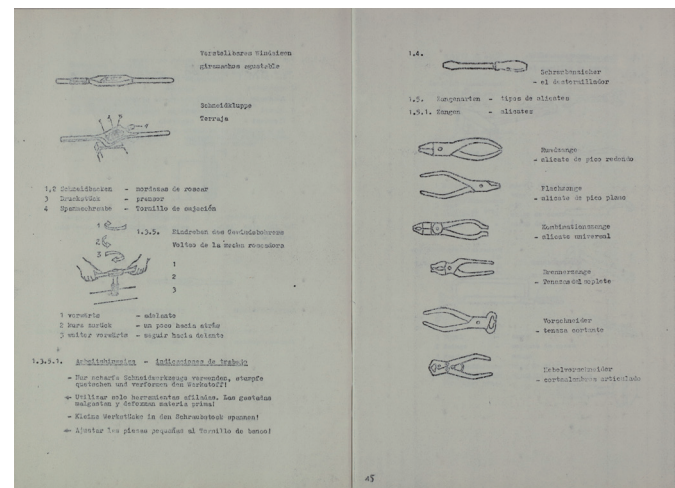 Verstellbares Windeisen
giramachos ajustable
Schneidkluppe
Terraja
1,2 Schneidbacken - mordazas de roscar
3 Druckstück - prensor
4 Spannschraube - Tornillo de sujeción
1.3.5. Eindrehen des Gewindebohrers
Vueltas de la mecha roscadora
1
2
3
1 vorwärts - adelante
2 kurz zurück - un poco hacia atrás
3 weiter vorwärts - seguir hacia delante
1.3.5.1. Arbeitshinweise - indicaciones de trabajo
- Nur scharfe Schneidwerkzeuge verwenden, stumpfe
quetschen und verformen den Werkstoff!
- Utilizar solo herramientas afiladas. Las gastadas
malgastan y deforman materia prima!
- Kleine Werkstücke in den Schraubstock spannen!
- Ajustar las piezas pequeñas al Tornillo de banco!
1.4.
Schraubenzieher
- el destornillador
1.5. Zangenarten - tipos de alicates
1.5.1. Zangen - alicates
Rundzange
- alicate de pico redondo
Flachzange
- alicate de pico plano
Kombinationszange
- alicate universal
Brennerzange
- Tenazas del soplete
Vorschneider
- tenaza cortante
- cortaalambres articulado
45